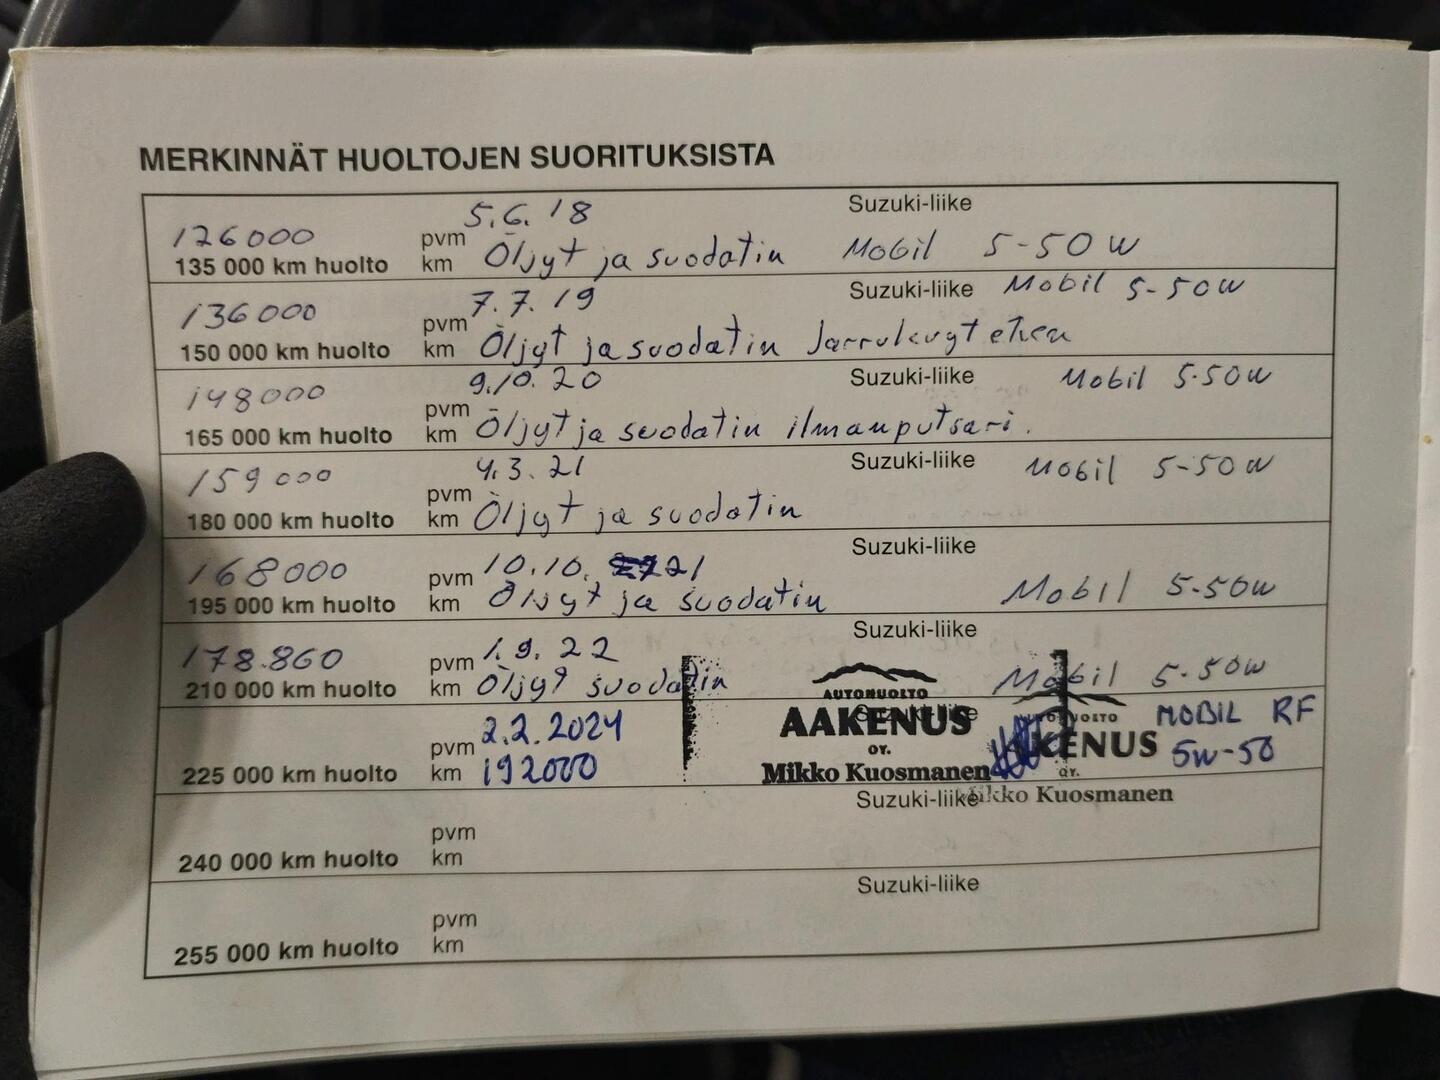 MERKINNÄT HUOLTOJEN SUORITUKSISTA
126000 5.6.18 Suzuki-liike
pvm
135 000 km huolto km Öljyt ja suodatin Mobil 5-50 W
136000 7.7.19 Suzuki-liike Mobil 5-50W
pvm
150 000 km huolto km Öljyt ja suodatin Jarrulevyt eteen
148000 9.10.20 Suzuki-liike Mobil 5-50W
pvm
165 000 km huolto km Öljyt ja suodatin ilmanputsari.
159000 4.3.21 Suzuki-liike Mobil 5-50W
pvm
180 000 km huolto km Öljyt ja suodatin
168000 pvm 10.10. 21 Suzuki-liike
195 000 km huolto km Öljyt ja suodatin Mobil 5-50w
178.860 pvm 1.9.22 Suzuki-liike
210 000 km huolto km Öljyt suodatin Mobil 5-50w
pvm 2.2.2024 Suzuki-liike MOBIL RF
225 000 km huolto km 192000 5W-50
AUTOHUOLTO
AAKENUS
OY.
Mikko Kuosmanen
AUTOHUOLTO
AAKENUS
OY.
Mikko Kuosmanen
Suzuki-liike
pvm
240 000 km huolto km
Suzuki-liike
pvm
255 000 km huolto km